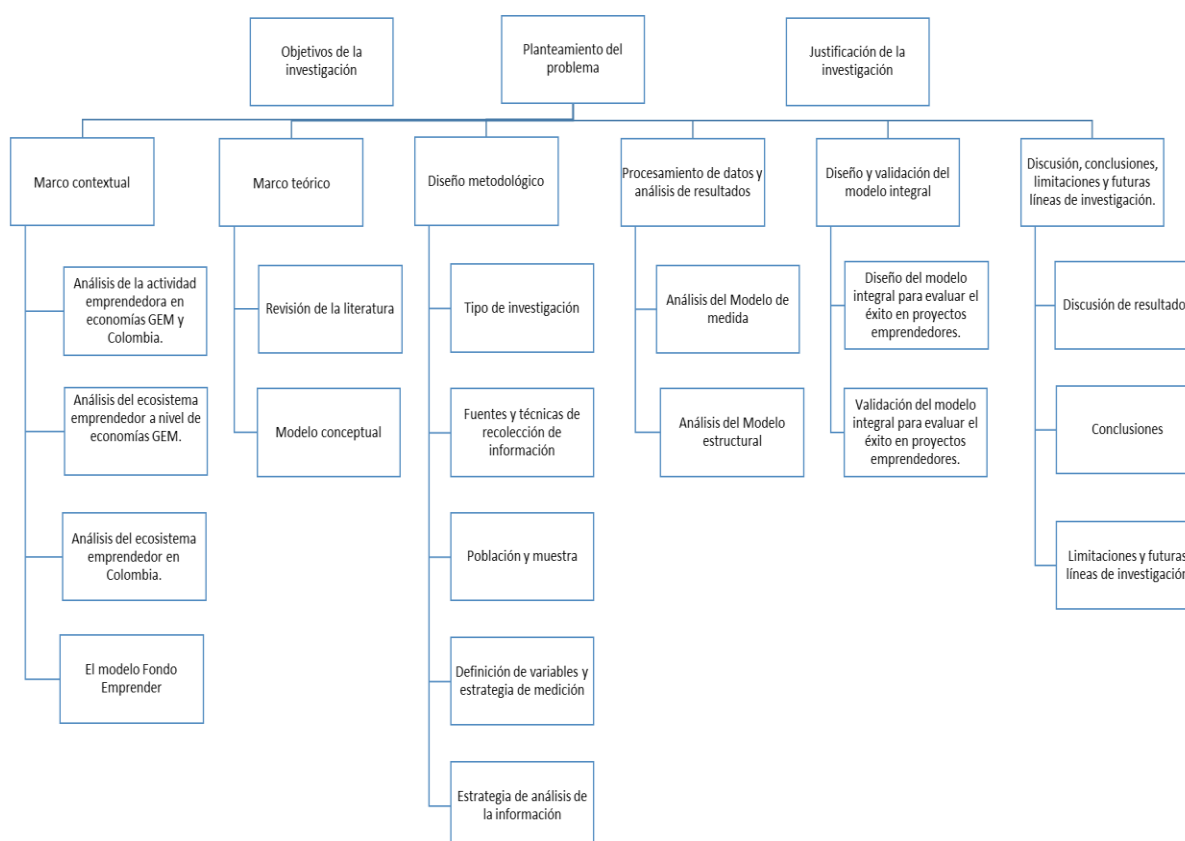 Objetivos de la
investigación
Planteamiento del
problema
Justificación de la
investigación
Marco contextual
Marco teórico
Diseño metodológico
Procesamiento de datos y
análisis de resultados
Diseño y validación del
modelo integral
Discusión, conclusiones,
limitaciones y futuras
líneas de investigación.
Análisis de la actividad
emprendedora en
economías GEM y
Colombia.
Análisis del ecosistema
emprendedor a nivel de
economías GEM.
Análisis del ecosistema
emprendedor en
Colombia.
El modelo Fondo
Emprender
Revisión de la literatura
Modelo conceptual
Tipo de investigación
Fuentes y técnicas de
recolección de
información
Población y muestra
Definición de variables y
estrategia de medición
Estrategia de análisis de
la información
Análisis del Modelo de
medida
Análisis del Modelo
estructural
Diseño del modelo
integral para evaluar el
éxito en proyectos
emprendedores.
Validación del modelo
integral para evaluar el
éxito en proyectos
emprendedores.
Discusión de resultado
Conclusiones
Limitaciones y futuras
líneas de investigación